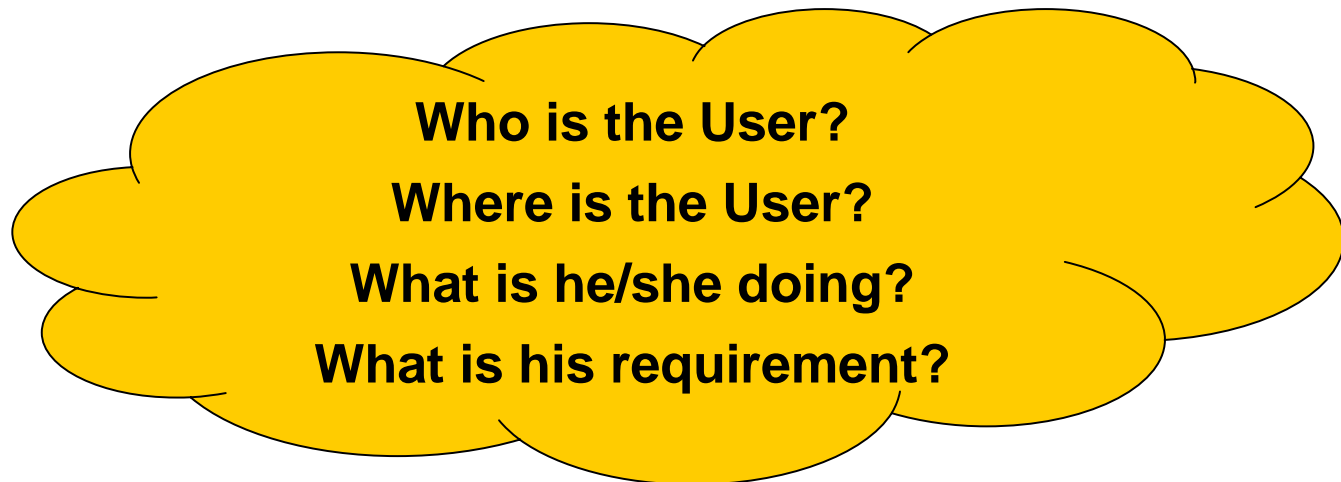 Who is the User?
Where is the User?
What is he/she doing?
What is his requirement?